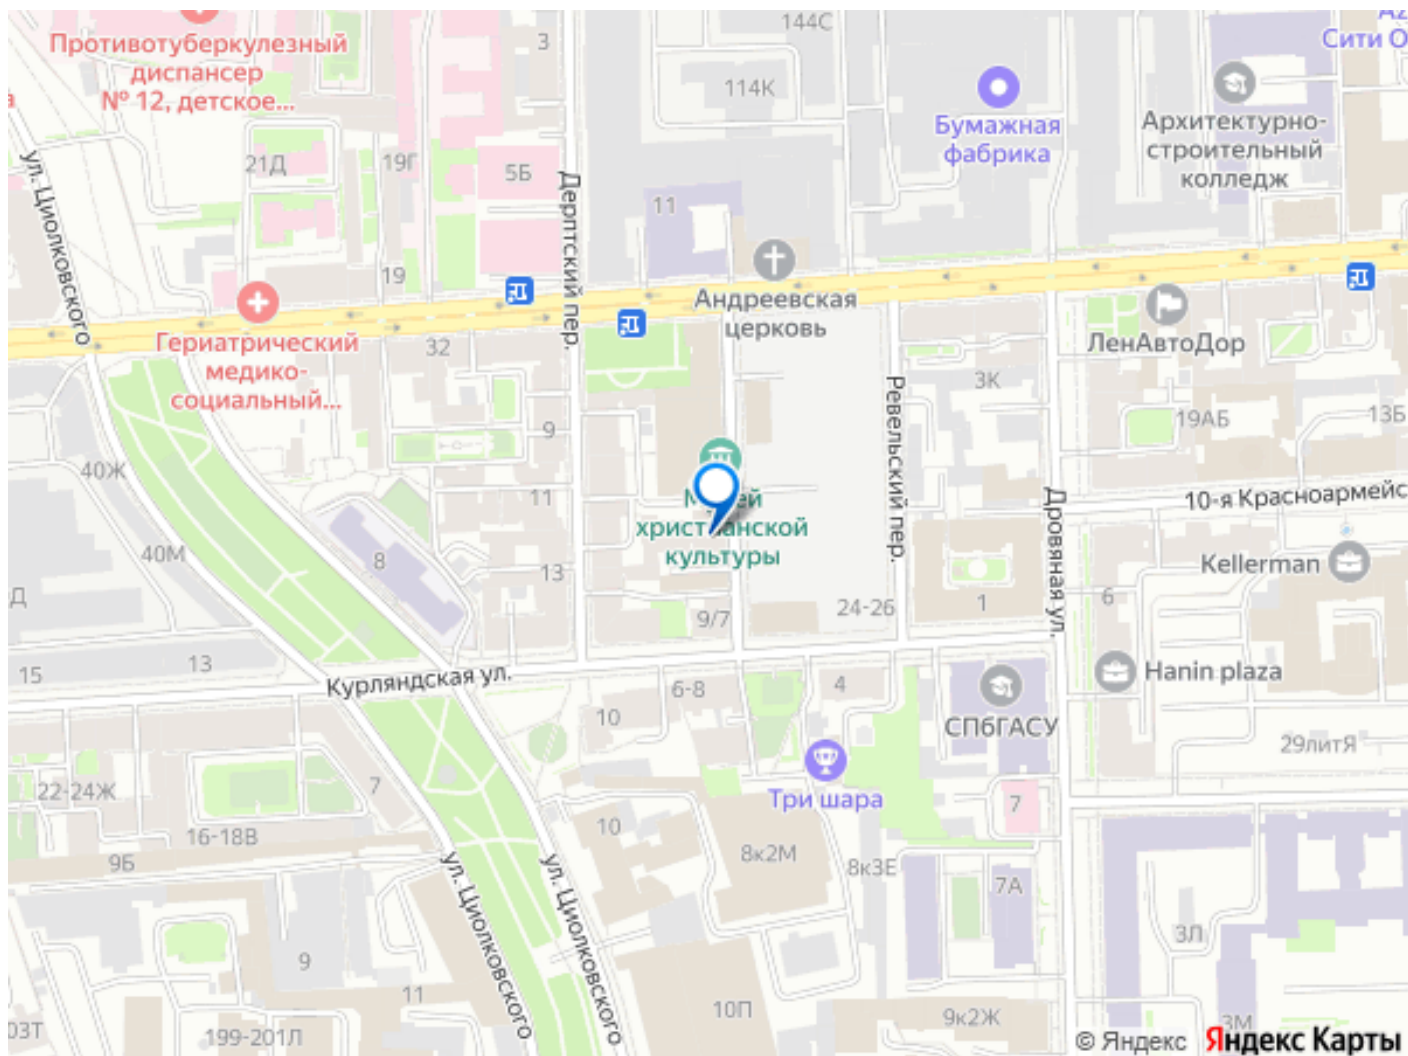 144С
Сити О
3
Противотуберкулезный
диспансер
№ 12, детское...
114К
Бумажная
фабрика
Архитектурно-
строительный
колледж
ул. Циолковского
21Д
19Г
5Б
Дерптский пер.
11
19
Андреевская
церковь
Гериатрический
медико-
социальный...
32
ЛенАвтоДор
3К
Ревельский пер.
19АБ
13Б
9
40Ж
11
Музей
христианской
культуры
Дровяная ул.
10-я Красноармейс
40М
8
13
Kellerman
Д
9/7
24-26
1
6
15
13
Курляндская ул.
6-8
4
Hanin plaza
10
СПбГАСУ
29литЯ
22-24Ж
7
Три шара
7
16-18В
10
9Б
8к2М
8к3Е
7А
ул. Циолковского
ул. Циолковского
3Л
9
11
10П
9к2Ж
3М
03Т
199-201Л
© Яндекс Яндекс Карты